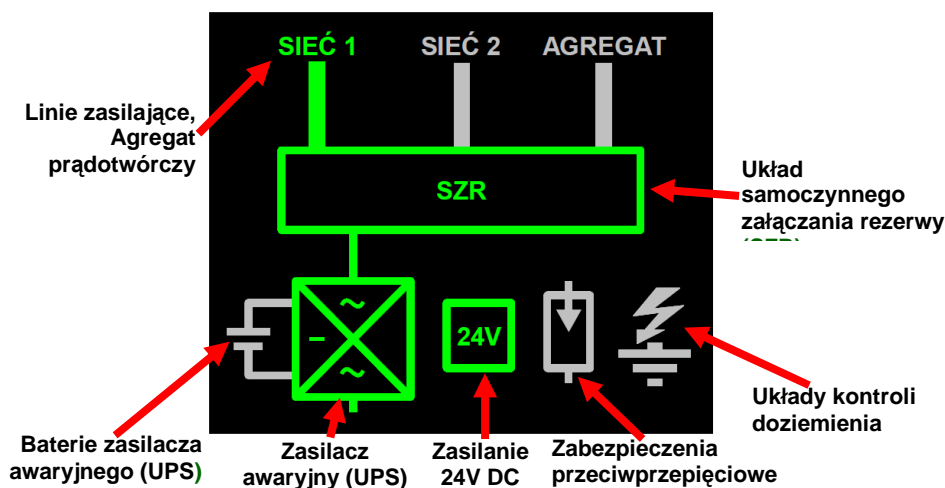 SIEĆ 1 SIEĆ 2 AGREGAT
Linie zasilające,
Agregat
prądotwórczy
SZR
Układ
samoczynnego
załączania rezerwy
24V
Układy kontroli
doziemienia
Baterie zasilacza
awaryjnego (UPS)
Zasilacz
awaryjny (UPS)
Zasilanie
24V DC
Zabezpieczenia
przeciwprzepięciowe